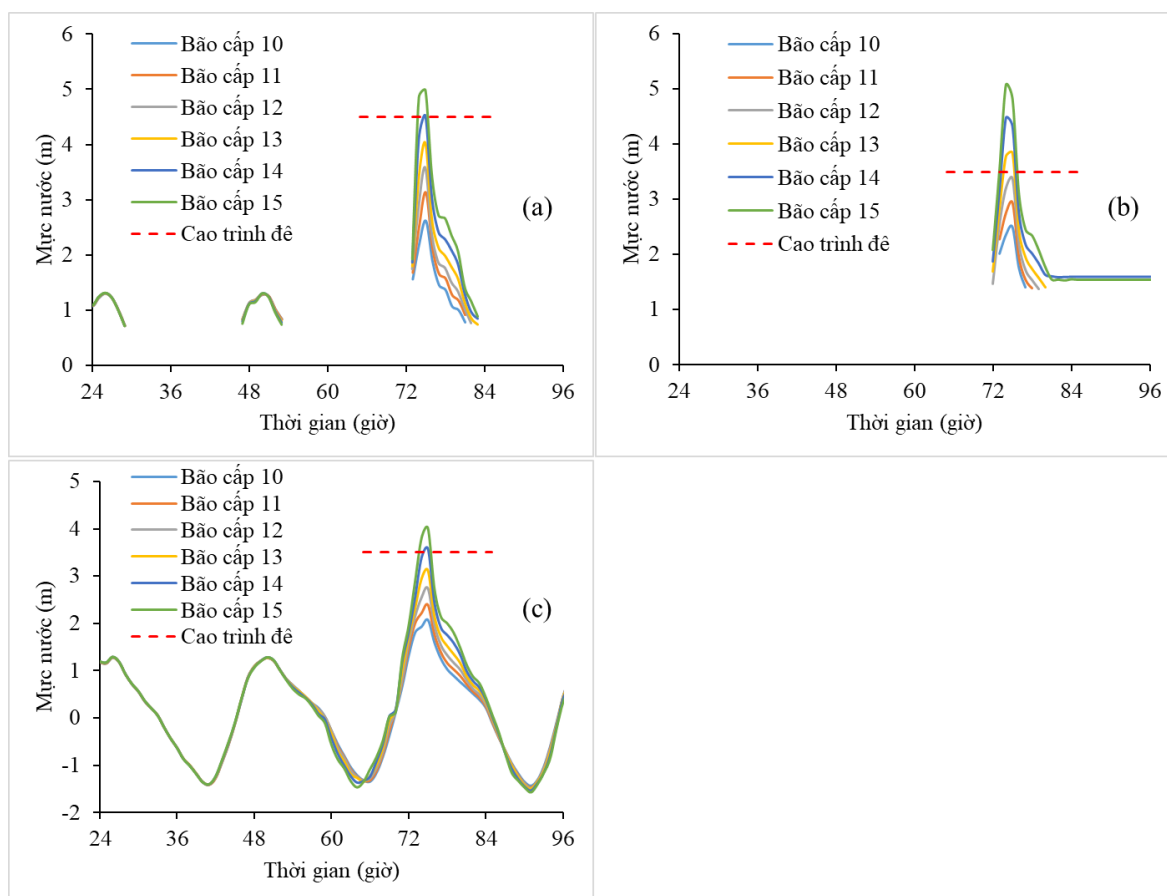 Mực nước (m)
6
5
4
3
2
1
0
Bão cấp 10
Bão cấp 11
Bão cấp 12
Bão cấp 13
Bão cấp 14
Bão cấp 15
Cao trình đê
(a)
24 36 48 60 72 84 96
Thời gian (giờ)
Mực nước (m)
6
5
4
3
2
1
0
Bão cấp 10
Bão cấp 11
Bão cấp 12
Bão cấp 13
Bão cấp 14
Bão cấp 15
Cao trình đê
(b)
24 36 48 60 72 84 96
Thời gian (giờ)
Mực nước (m)
5
4
3
2
1
0
-1
-2
Bão cấp 10
Bão cấp 11
Bão cấp 12
Bão cấp 13
Bão cấp 14
Bão cấp 15
Cao trình đê
(c)
24 36 48 60 72 84 96
Thời gian (giờ)